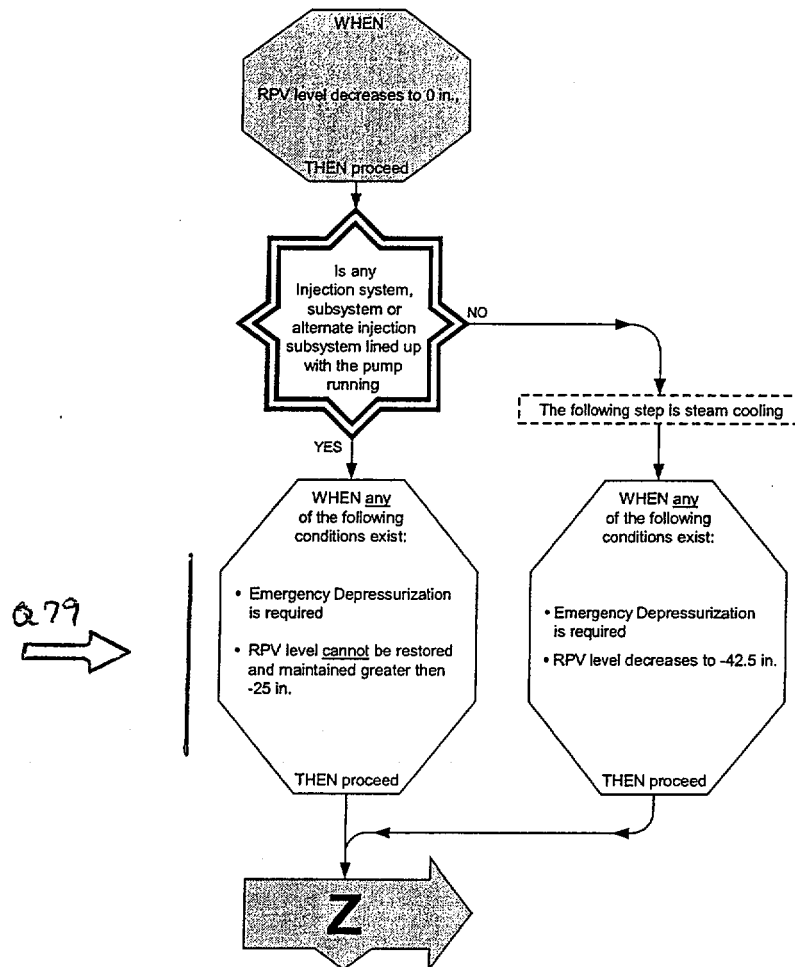 WHEN
RPV level decreases to 0 in.,
THEN proceed
Is any
Injection system,
subsystem or
alternate injection
subsystem lined up
with the pump
running
NO
The following step is steam cooling
YES
WHEN any
of the following
conditions exist:
• Emergency Depressurization
is required
• RPV level cannot be restored
and maintained greater then
-25 in.
THEN proceed
WHEN any
of the following
conditions exist:
• Emergency Depressurization
is required
• RPV level decreases to -42.5 in.
THEN proceed
Q79
Z